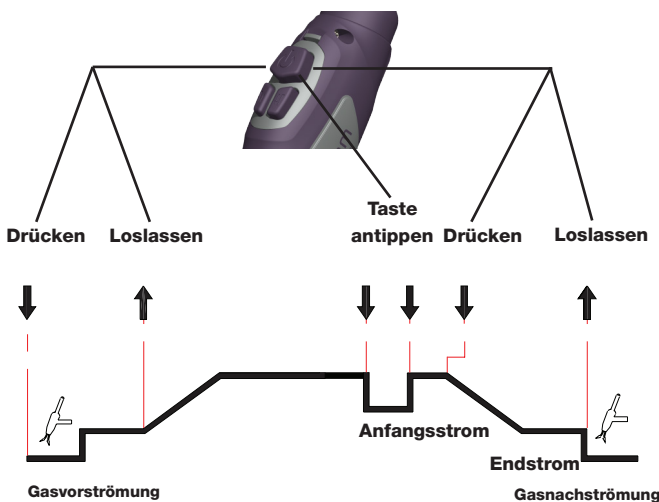 Drücken
Loslassen
Taste
antippen
Drücken
Loslassen
Anfangsstrom
Endstrom
Gasvorströmung
Gasnachströmung